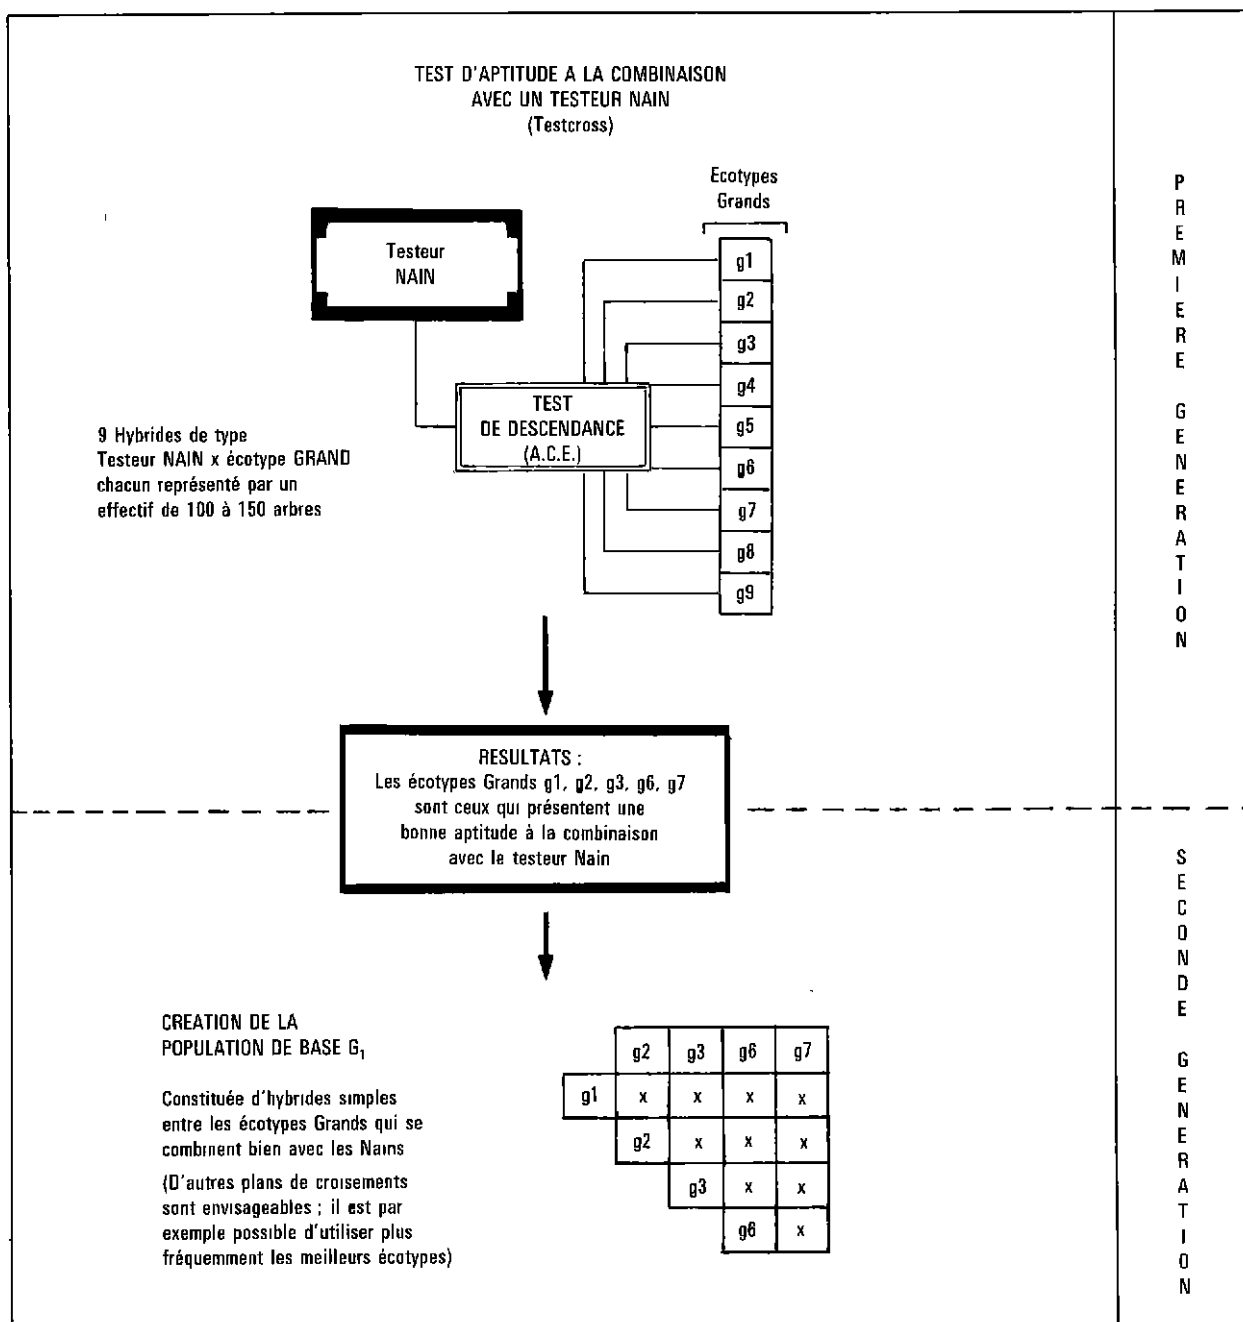 TEST D'APTITUDE A LA COMBINAISON
AVEC UN TESTEUR NAIN
(Testcross)
Ecotypes
Grands
Testeur
NAIN
g1
g2
g3
g4
g5
g6
g7
g8
g9
TEST
DE DESCENDANCE
(A.C.E.)
9 Hybrides de type
Testeur NAIN x écotype GRAND
chacun représenté par un
effectif de 100 à 150 arbres
PREMIERE GENERATION
RESULTATS :
Les écotypes Grands g1, g2, g3, g6, g7
sont ceux qui présentent une
bonne aptitude à la combinaison
avec le testeur Nain
SECONDE GENERATION
CREATION DE LA
POPULATION DE BASE G₁
Constituée d'hybrides simples
entre les écotypes Grands qui se
combinent bien avec les Nains
(D'autres plans de croisements
sont envisageables ; il est par
exemple possible d'utiliser plus
fréquemment les meilleurs écotypes)
g2 g3 g6 g7
g1 x x x x
g2 x x x
g3 x x
g6 x